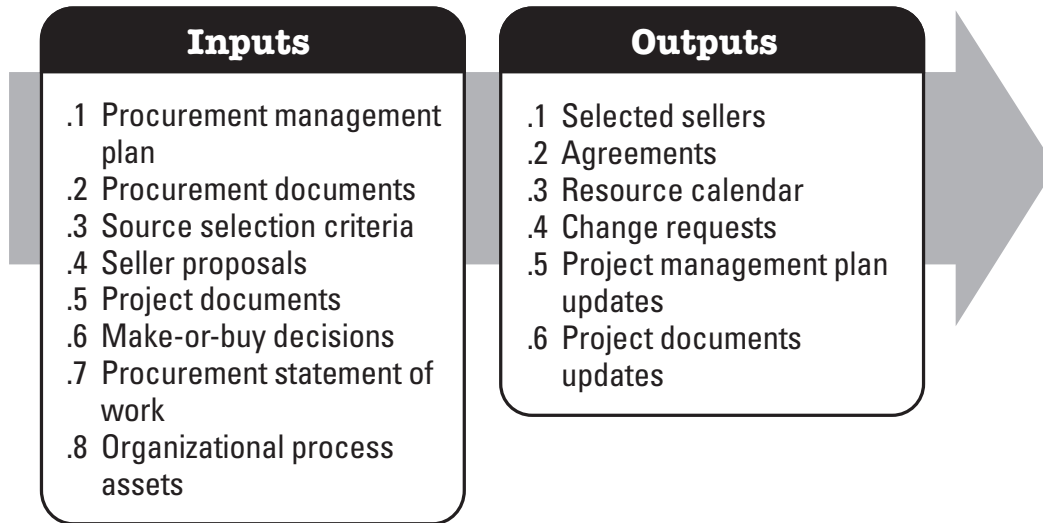 Inputs
.1 Procurement management
plan
.2 Procurement documents
.3 Source selection criteria
.4 Seller proposals
.5 Project documents
.6 Make-or-buy decisions
.7 Procurement statement of
work
.8 Organizational process
assets
Outputs
.1 Selected sellers
.2 Agreements
.3 Resource calendar
.4 Change requests
.5 Project management plan
updates
.6 Project documents
updates